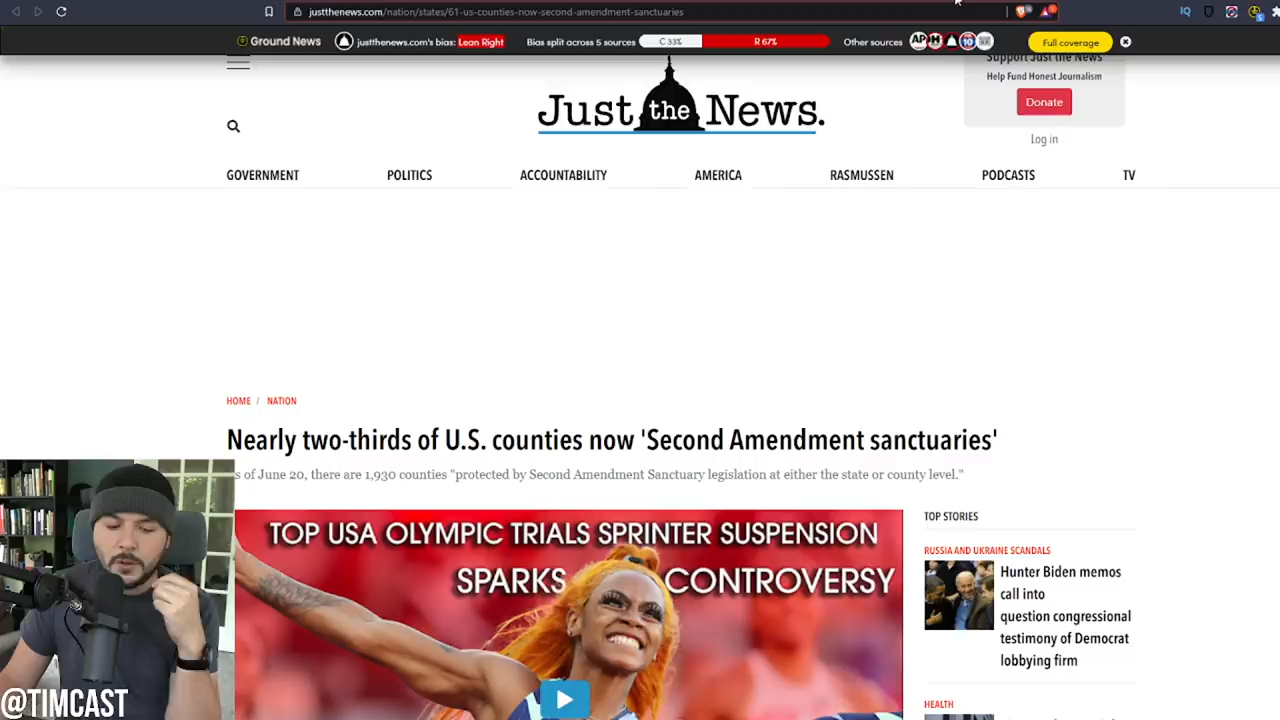 justthenews.com/nation/states/61-us-counties-now-second-amendment-sanctuaries
Ground News
justthenews.com's bias: Lean Right
Bias split across 5 sources
C 33%
R 67%
Other sources
Full coverage
Support Just the News
Help Fund Honest Journalism
Donate
Log in
Just the News.
GOVERNMENT
POLITICS
ACCOUNTABILITY
AMERICA
RASMUSSEN
PODCASTS
TV
HOME / NATION
Nearly two-thirds of U.S. counties now 'Second Amendment sanctuaries'
s of June 20, there are 1,930 counties "protected by Second Amendment Sanctuary legislation at either the state or county level."
TOP USA OLYMPIC TRIALS SPRINTER SUSPENSION
SPARKS CONTROVERSY
TOP STORIES
RUSSIA AND UKRAINE SCANDALS
Hunter Biden memos
call into
question congressional
testimony of Democrat
lobbying firm
HEALTH
@TIMCAST